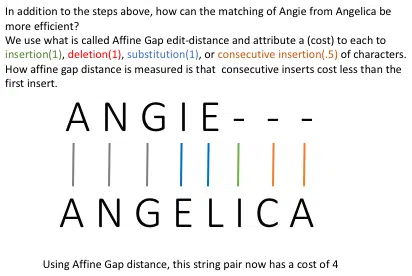 In addition to the steps above, how can the matching of Angie from Angelica be
more efficient?
We use what is called Affine Gap edit-distance and attribute a (cost) to each to
insertion(1), deletion(1), substitution(1), or consecutive insertion(.5) of characters.
How affine gap distance is measured is that consecutive inserts cost less than the
first insert.
A N G I E - - -
A N G E L I C A
Using Affine Gap distance, this string pair now has a cost of 4